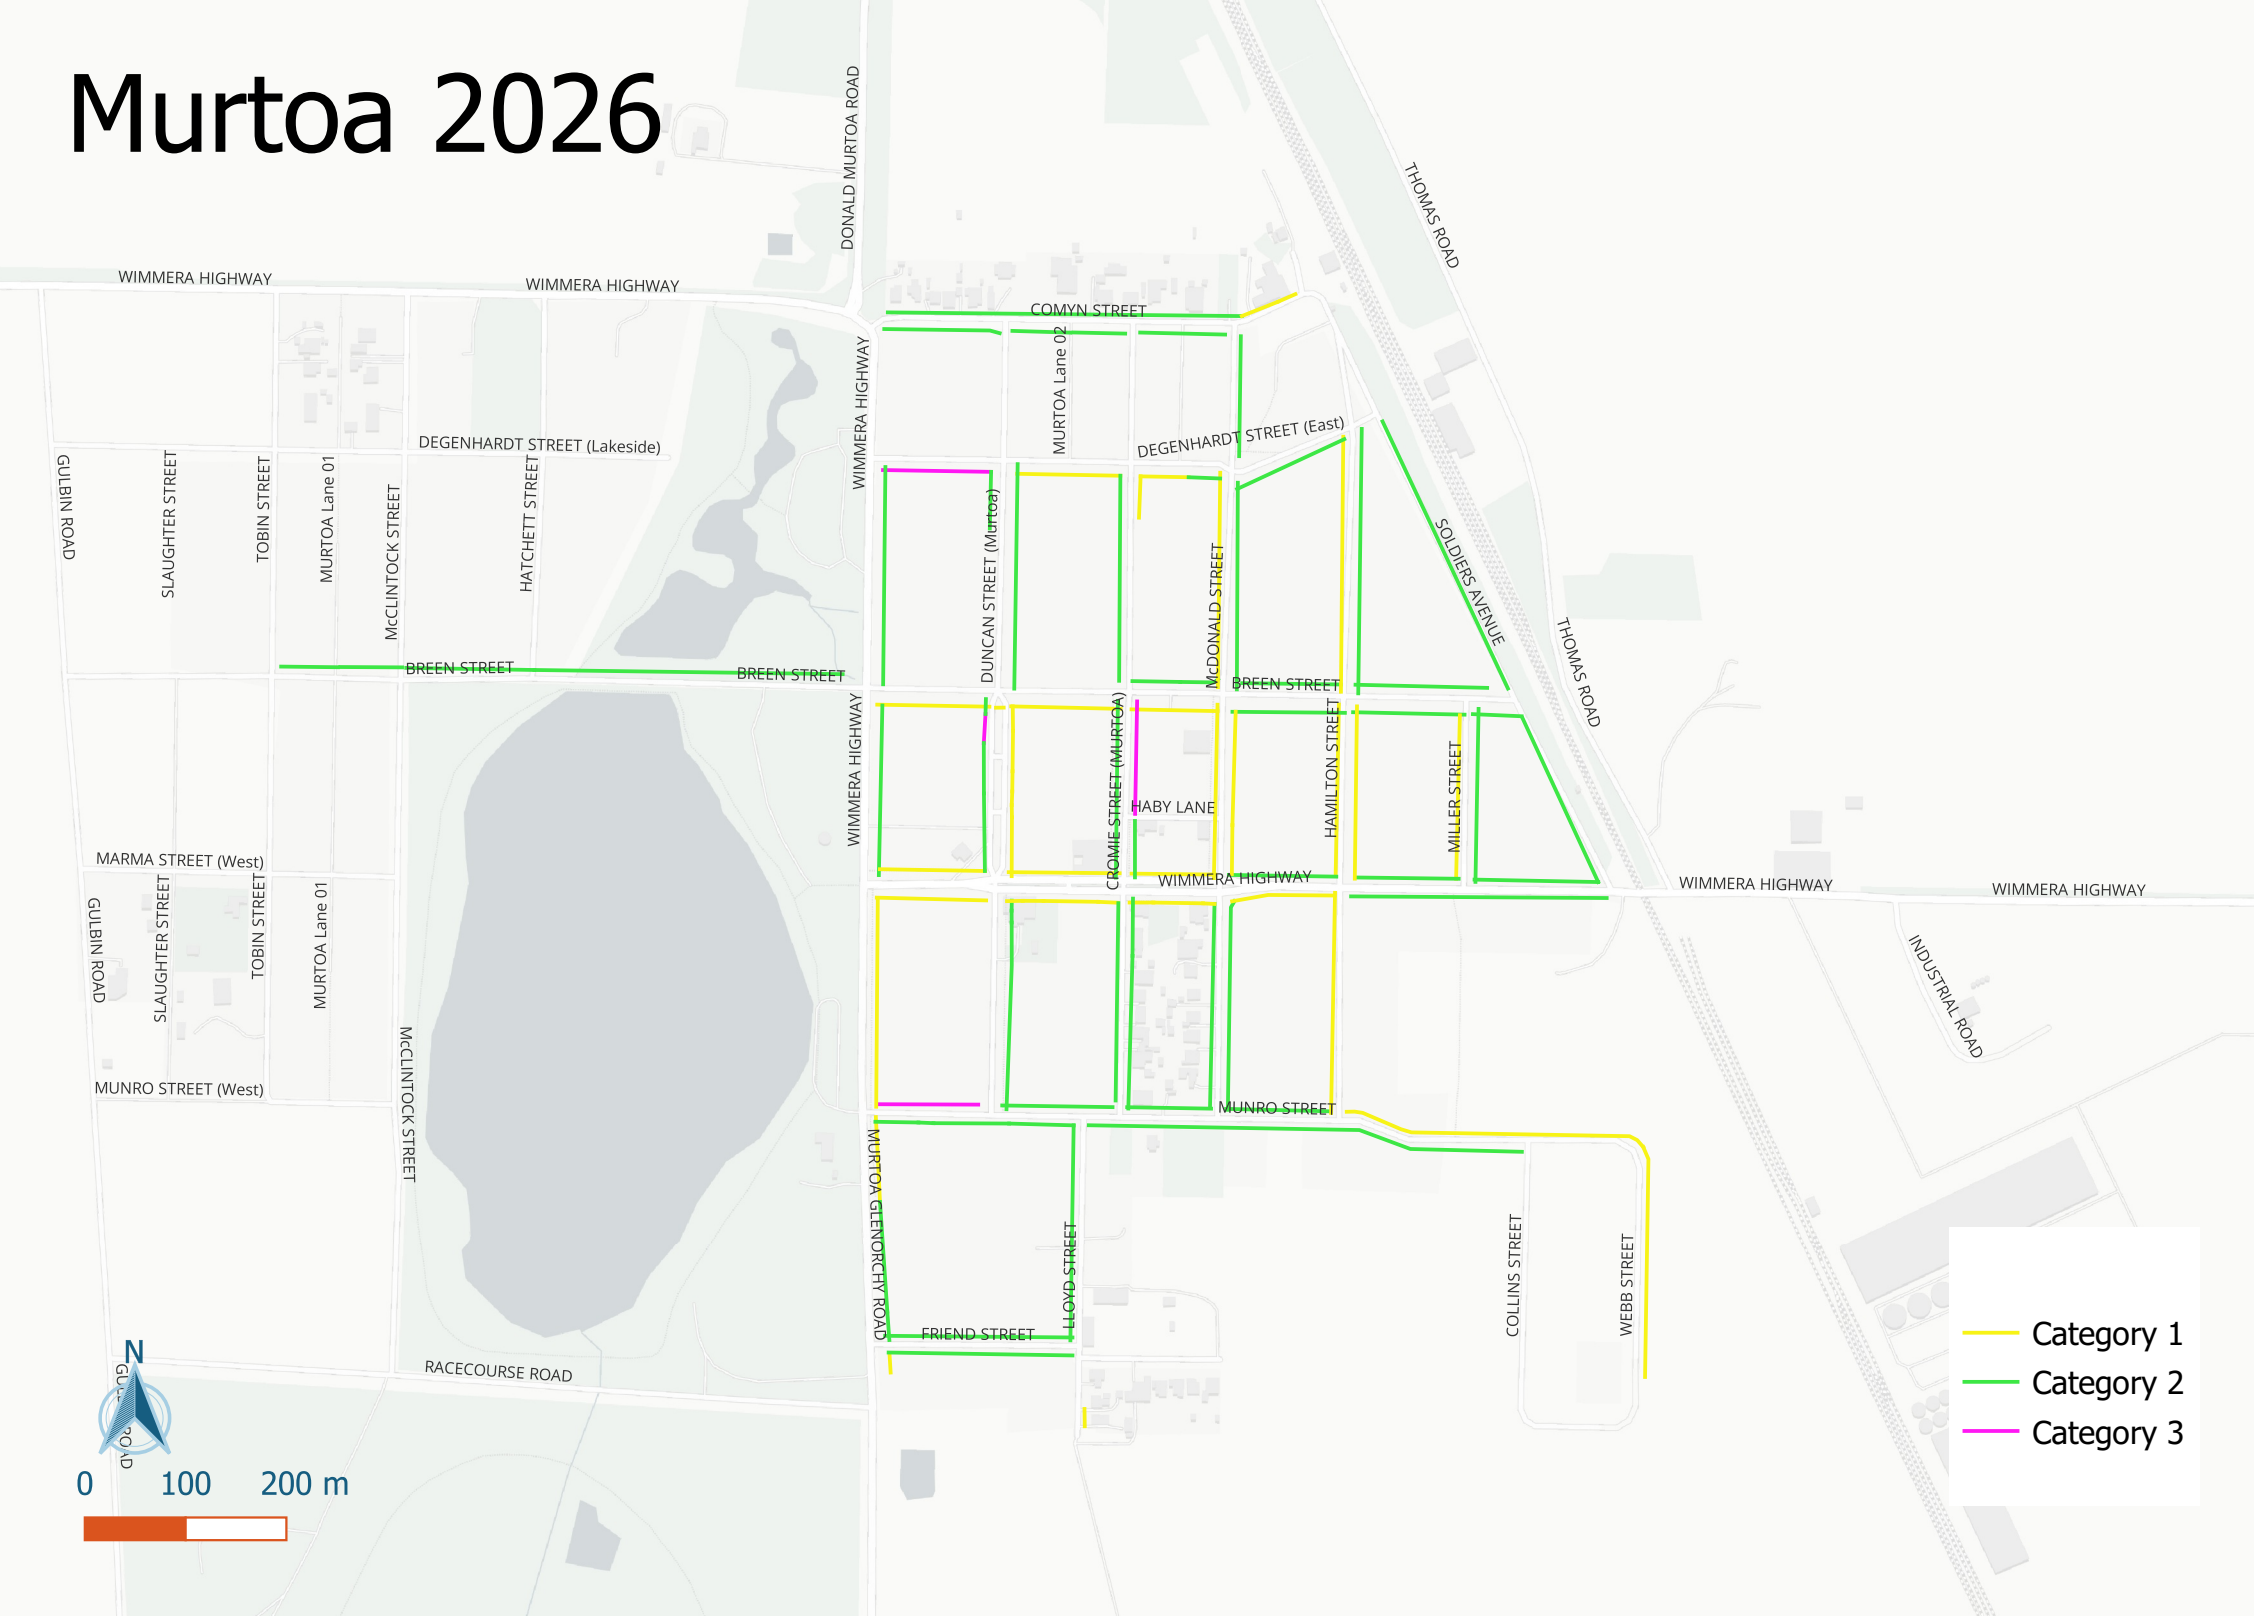 Murtoa 2026
DONALD MURTOA ROAD
THOMAS ROAD
WIMMERA HIGHWAY
WIMMERA HIGHWAY
COMYN STREET
MURTOA Lane 02
WIMMERA HIGHWAY
DEGENHARDT STREET (Lakeside)
DEGENHARDT STREET (East)
GULBIN ROAD
SLAUGHTER STREET
TOBIN STREET
MURTOA Lane 01
McCLINTOCK STREET
HATCHETT STREET
DUNCAN STREET (Murtoa)
McDONALD STREET
SOLDIERS AVENUE
THOMAS ROAD
BREEN STREET
BREEN STREET
BREEN STREET
WIMMERA HIGHWAY
CROMIE STREET (MURTOA)
HABY LANE
HAMILTON STREET
MILLER STREET
MARMA STREET (West)
WIMMERA HIGHWAY
WIMMERA HIGHWAY
WIMMERA HIGHWAY
GULBIN ROAD
SLAUGHTER STREET
TOBIN STREET
MURTOA Lane 01
INDUSTRIAL ROAD
McCLINTOCK STREET
MUNRO STREET (West)
MUNRO STREET
MURTOA GLENORCHY ROAD
LLOYD STREET
COLLINS STREET
WEBB STREET
FRIEND STREET
RACECOURSE ROAD
N
0 100 200 m
Category 1
Category 2
Category 3